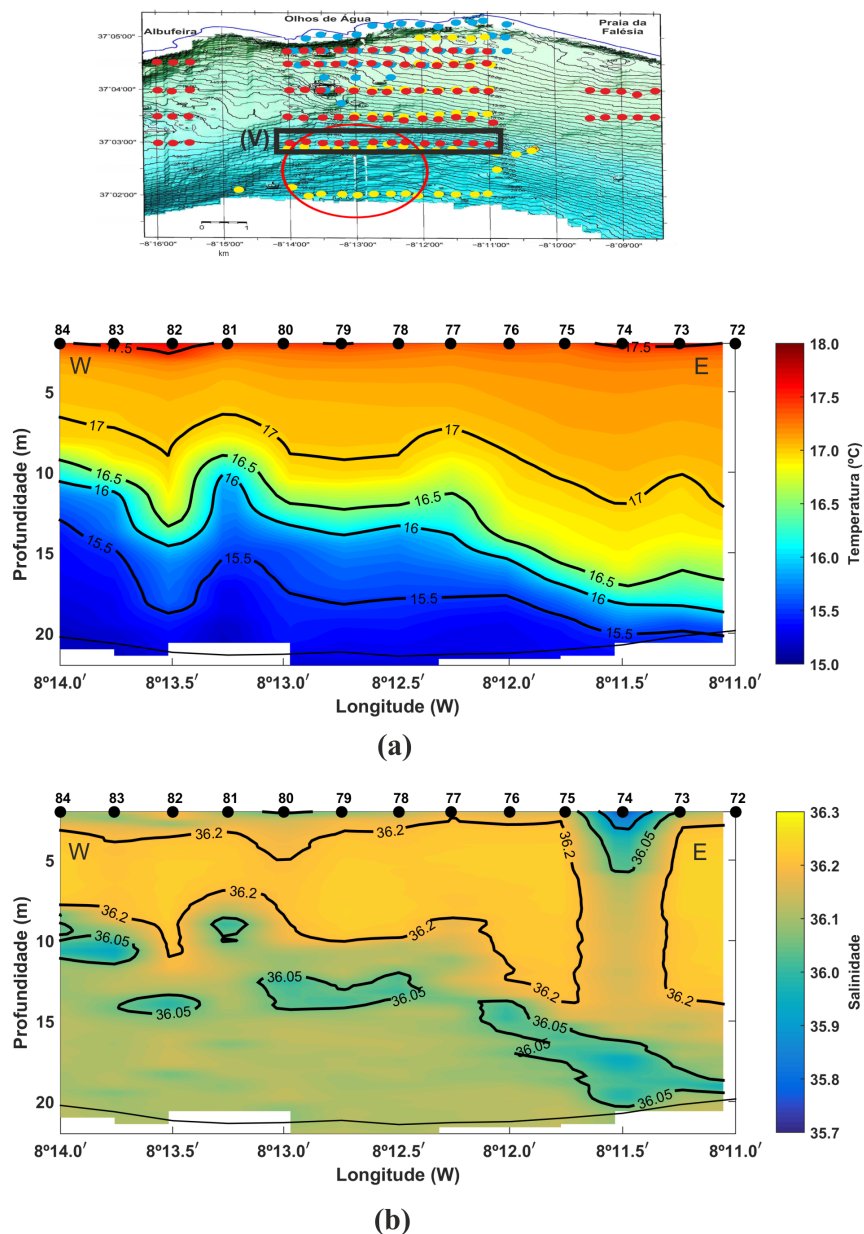 Albufeira
Olhos de Água
Praia da
Falésia
37°05'00"
37°04'00"
37°03'00"
37°02'00"
(V)
0 1
km
-8°16'00" -8°15'00" -8°14'00" -8°13'00" -8°12'00" -8°11'00" -8°10'00" -8°09'00"
84 83 82 81 80 79 78 77 76 75 74 73 72
W E
17.5 17.5
17 17 17 17
16.5 16.5 16.5 16.5
16 16 16 16
15.5 15.5 15.5 15.5
5
10
15
20
Profundidade (m)
8º14.0' 8º13.5' 8º13.0' 8º12.5' 8º12.0' 8º11.5' 8º11.0'
Longitude (W)
18.0
17.5
17.0
16.5
16.0
15.5
15.0
Temperatura (ºC)
(a)
84 83 82 81 80 79 78 77 76 75 74 73 72
W E
36.2 36.2 36.2 36.05
36.2 36.2 36.2 36.2
36.05 36.05 36.05 36.05
36.05
5
10
15
20
Profundidade (m)
8º14.0' 8º13.5' 8º13.0' 8º12.5' 8º12.0' 8º11.5' 8º11.0'
Longitude (W)
36.3
36.2
36.1
36.0
35.9
35.8
35.7
Salinidade
(b)